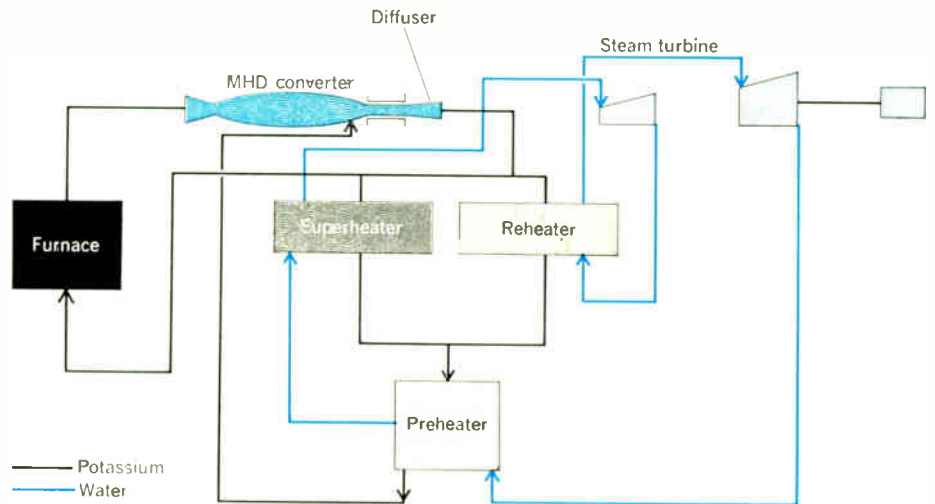 Diffuser
Steam turbine
MHD converter
Superheater
Reheater
Furnace
Preheater
Potassium
Water